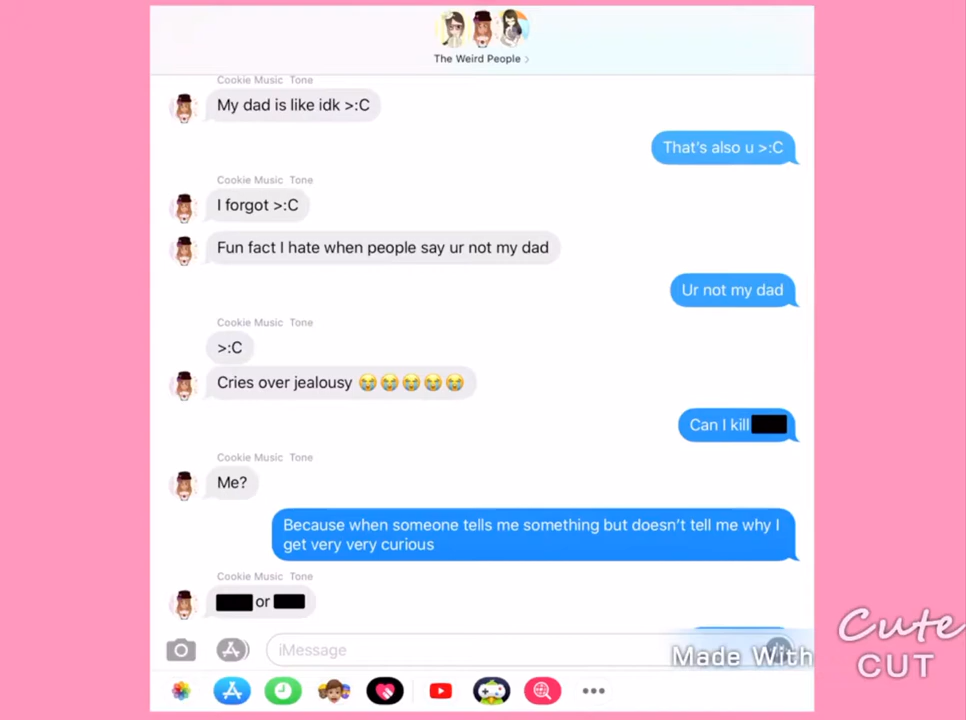 The Weird People >
Cookie Music Tone
My dad is like idk >:C
That's also u >:C
Cookie Music Tone
I forgot >:C
Fun fact I hate when people say ur not my dad
Ur not my dad
Cookie Music Tone
>:C
Cries over jealousy 😭😭😭😭😭
Can I kill
Cookie Music Tone
Me?
Because when someone tells me something but doesn't tell me why I
get very very curious
Cookie Music Tone
or
iMessage
Made With
Cute
CUT